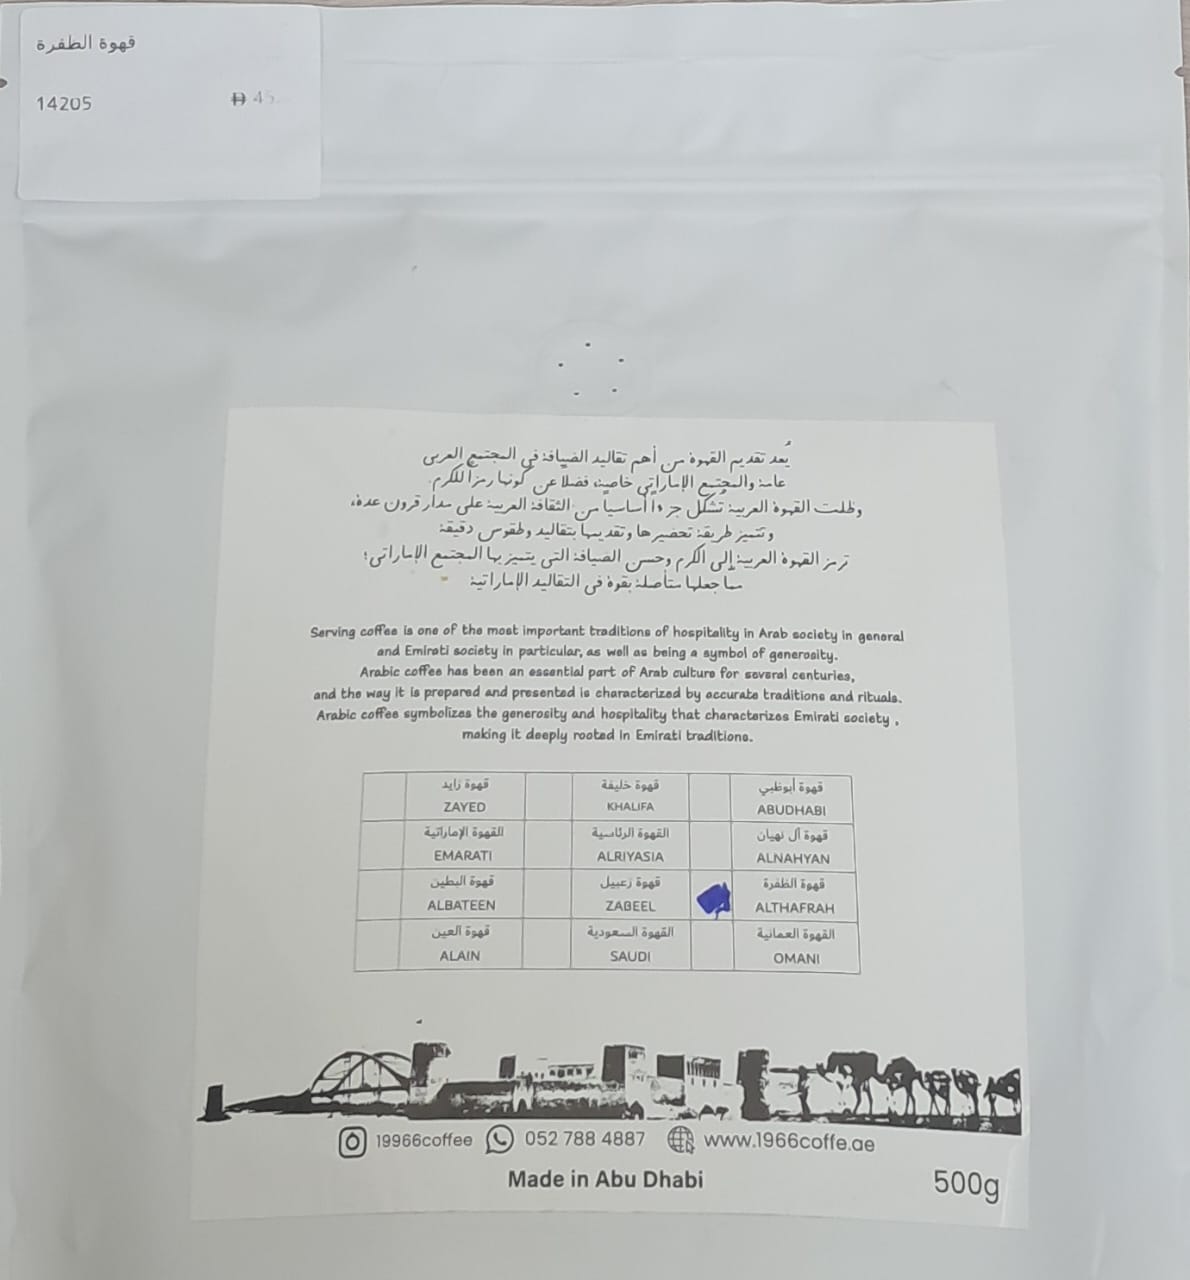 قهوة الظفرة
14205
45
يُعد تقديم القهوة من أهم تقاليد الضيافة في المجتمع العربي
عامة والمجتمع الإماراتي خاصة، فضلاً عن كونها رمزاً للكرم.
وظلت القهوة العربية تشكل جزءاً أساسياً من الثقافة العربية على مدار قرون عدة،
وتتميز طريقة تحضيرها وتقديمها بتقاليد وطقوس دقيقة
ترمز القهوة العربية إلى الكرم وحسن الضيافة التي يتميز بها المجتمع الإماراتي؛
مما جعلها متأصلة بقوة في التقاليد الإماراتية
Serving coffee is one of the most important traditions of hospitality in Arab society in general
and Emirati society in particular, as well as being a symbol of generosity.
Arabic coffee has been an essential part of Arab culture for several centuries,
and the way it is prepared and presented is characterized by accurate traditions and rituals.
Arabic coffee symbolizes the generosity and hospitality that characterizes Emirati society ,
making it deeply rooted in Emirati traditions.
قهوة زايد قهوة خليفة قهوة أبوظبي
ZAYED KHALIFA ABUDHABI
القهوة الإماراتية القهوة الرئاسية قهوة آل نهيان
EMARATI ALRIYASIA ALNAHYAN
قهوة البطين قهوة زعبيل قهوة الظفرة
ALBATEEN ZABEEL ALTHAFRAH
قهوة العين القهوة السعودية القهوة العمانية
ALAIN SAUDI OMANI
19966coffee 052 788 4887 www.1966coffe.ae
Made in Abu Dhabi
500g